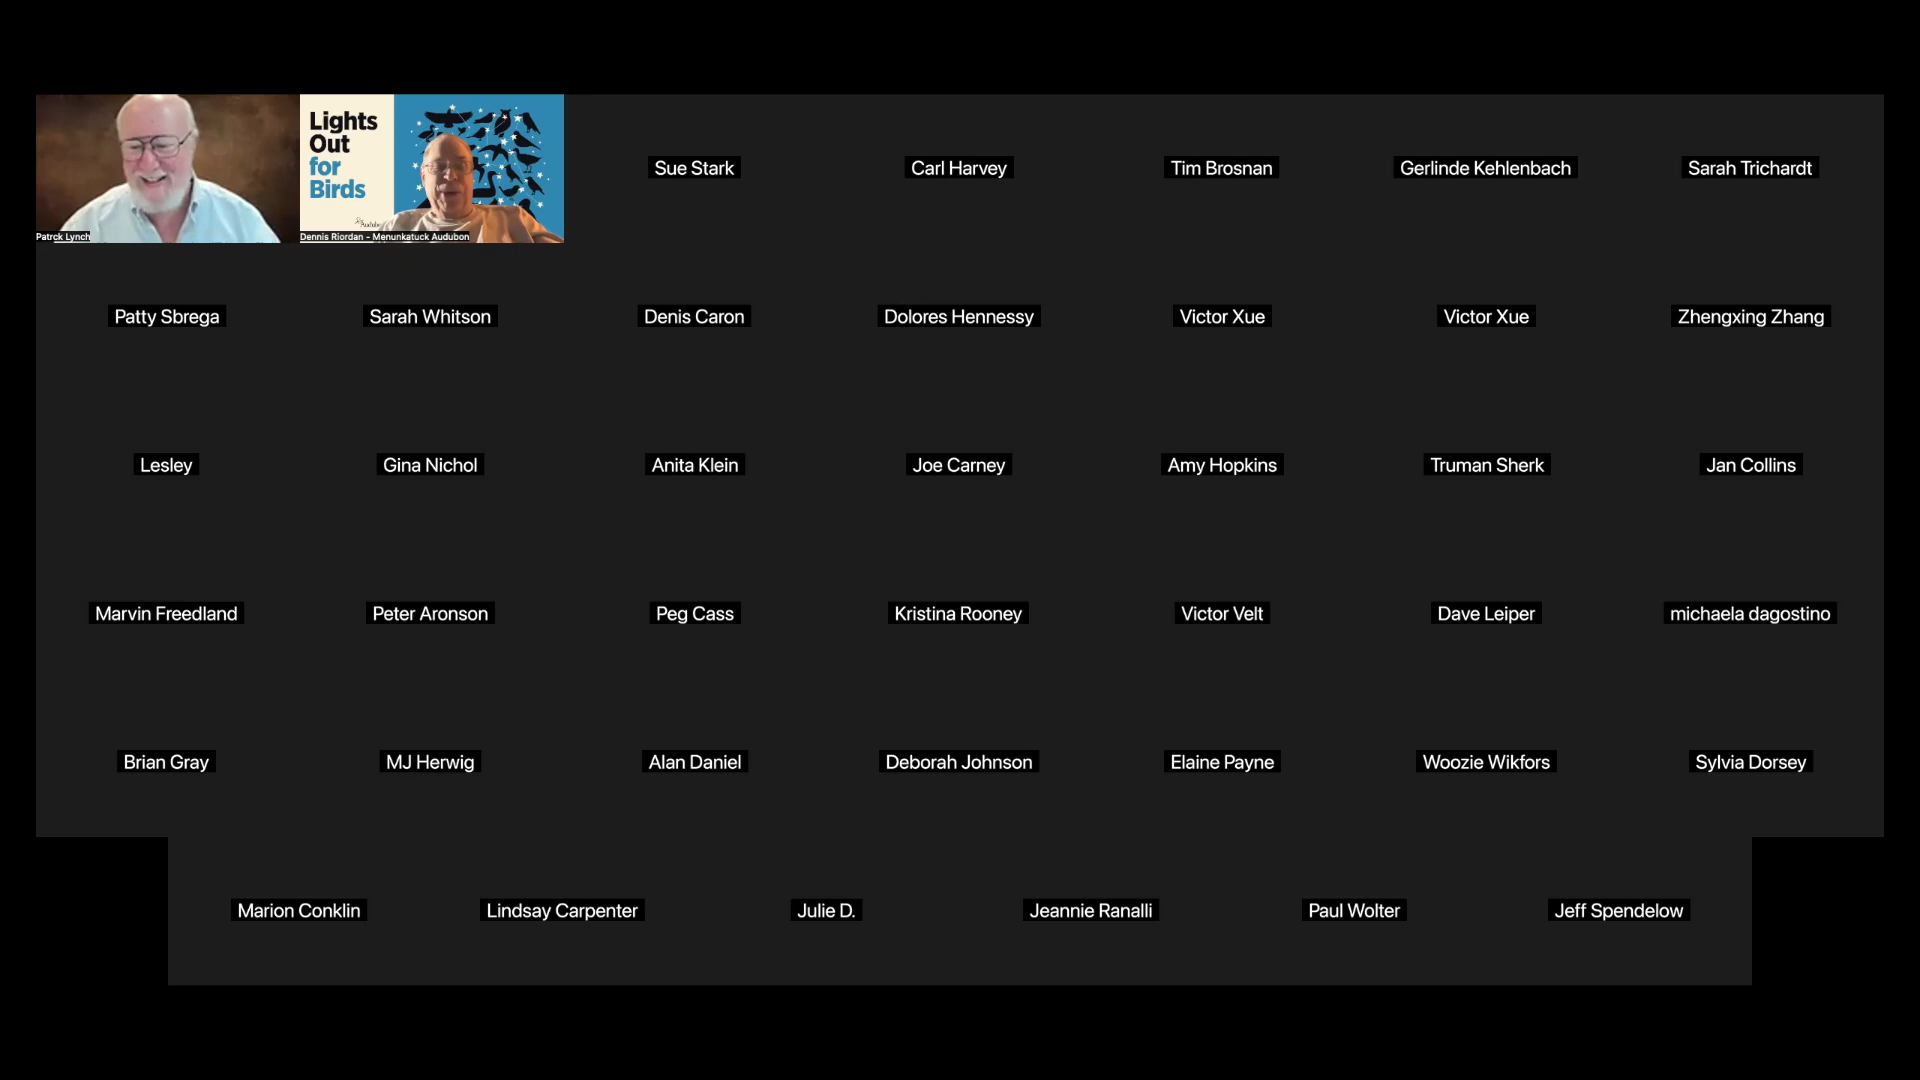 Lights
Out
for
Birds
Audubon
Patrck Lynch
Dennis Riordan - Menunkatuck Audubon
Sue Stark
Carl Harvey
Tim Brosnan
Gerlinde Kehlenbach
Sarah Trichardt
Patty Sbrega
Sarah Whitson
Denis Caron
Dolores Hennessy
Victor Xue
Victor Xue
Zhengxing Zhang
Lesley
Gina Nichol
Anita Klein
Joe Carney
Amy Hopkins
Truman Sherk
Jan Collins
Marvin Freedland
Peter Aronson
Peg Cass
Kristina Rooney
Victor Velt
Dave Leiper
michaela dagostino
Brian Gray
MJ Herwig
Alan Daniel
Deborah Johnson
Elaine Payne
Woozie Wikfors
Sylvia Dorsey
Marion Conklin
Lindsay Carpenter
Julie D.
Jeannie Ranalli
Paul Wolter
Jeff Spendelow